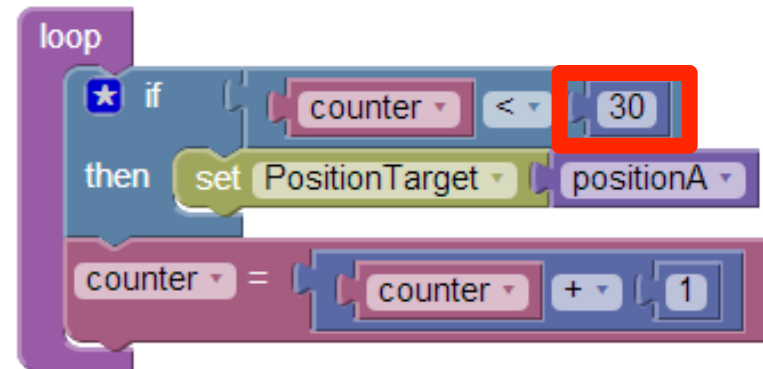 loop
if counter < 30
then set PositionTarget positionA
counter = counter + 1